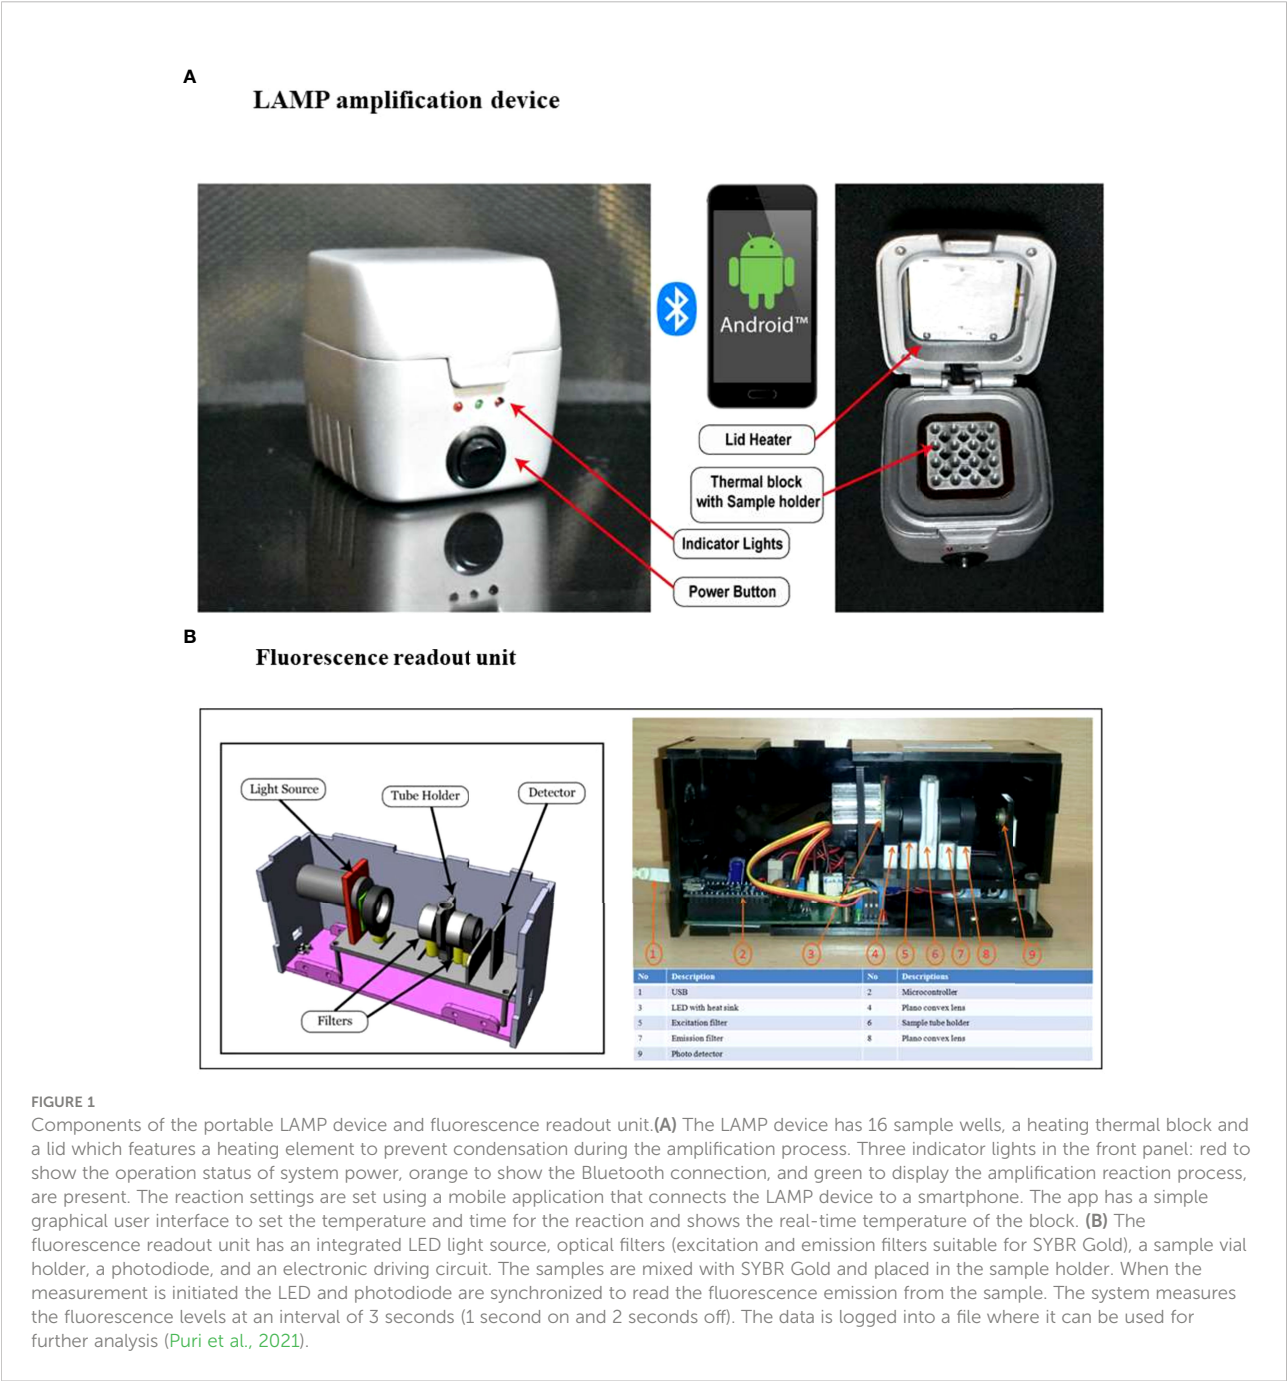 A
LAMP amplification device
Android™
Lid Heater
Thermal block
with Sample holder
Indicator Lights
Power Button
B
Fluorescence readout unit
Light Source
Tube Holder
Detector
Filters
1 2 3 4 5 6 7 8 9
No Description No Descriptions
1 USB 2 Microcontroller
3 LED with heat sink 4 Plano convex lens
5 Excitation filter 6 Sample tube holder
7 Emission filter 8 Plano convex lens
9 Photo detector
FIGURE 1
Components of the portable LAMP device and fluorescence readout unit.(A) The LAMP device has 16 sample wells, a heating thermal block and
a lid which features a heating element to prevent condensation during the amplification process. Three indicator lights in the front panel: red to
show the operation status of system power, orange to show the Bluetooth connection, and green to display the amplification reaction process,
are present. The reaction settings are set using a mobile application that connects the LAMP device to a smartphone. The app has a simple
graphical user interface to set the temperature and time for the reaction and shows the real-time temperature of the block. (B) The
fluorescence readout unit has an integrated LED light source, optical filters (excitation and emission filters suitable for SYBR Gold), a sample vial
holder, a photodiode, and an electronic driving circuit. The samples are mixed with SYBR Gold and placed in the sample holder. When the
measurement is initiated the LED and photodiode are synchronized to read the fluorescence emission from the sample. The system measures
the fluorescence levels at an interval of 3 seconds (1 second on and 2 seconds off). The data is logged into a file where it can be used for
further analysis (Puri et al., 2021).